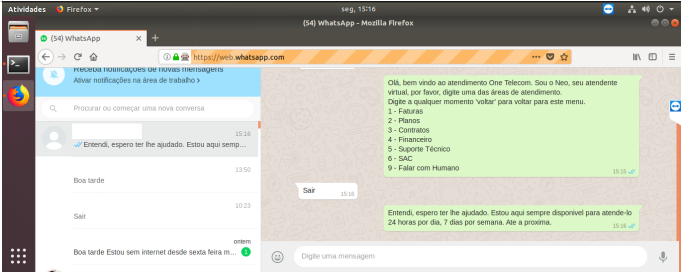 Atividades
Firefox
seg, 15:16
(54) WhatsApp - Mozilla Firefox
(54) WhatsApp
https://web.whatsapp.com
Receba notificações de novas mensagens
Ativar notificações na área de trabalho >
Procurar ou começar uma nova conversa
15:16
Entendi, espero ter lhe ajudado. Estou aqui semp...
13:50
Boa tarde
10:23
Sair
ontem
Boa tarde Estou sem internet desde sexta feira m...
1
Olá, bem vindo ao atendimento One Telecom. Sou o Neo, seu atendente
virtual, por favor, digite uma das áreas de atendimento.
Digite a qualquer momento 'voltar' para voltar para este menu.
1 - Faturas
2 - Planos
3 - Contratos
4 - Financeiro
5 - Suporte Técnico
6 - SAC
9 - Falar com Humano
15:15
Sair
15:16
Entendi, espero ter lhe ajudado. Estou aqui sempre disponivel para atende-lo
24 horas por dia, 7 dias por semana. Ate a proxima.
15:16
Digite uma mensagem